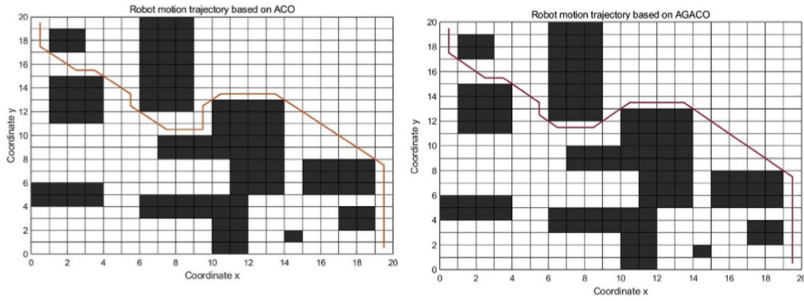 Robot motion trajectory based on ACO
20
18
16
14
12
10
8
6
4
2
0
Coordinate y
0 2 4 6 8 10 12 14 16 18 20
Coordinate x
Robot motion trajectory based on AGACO
20
18
16
14
12
10
8
6
4
2
0
Coordinate y
0 2 4 6 8 10 12 14 16 18 20
Coordinate x